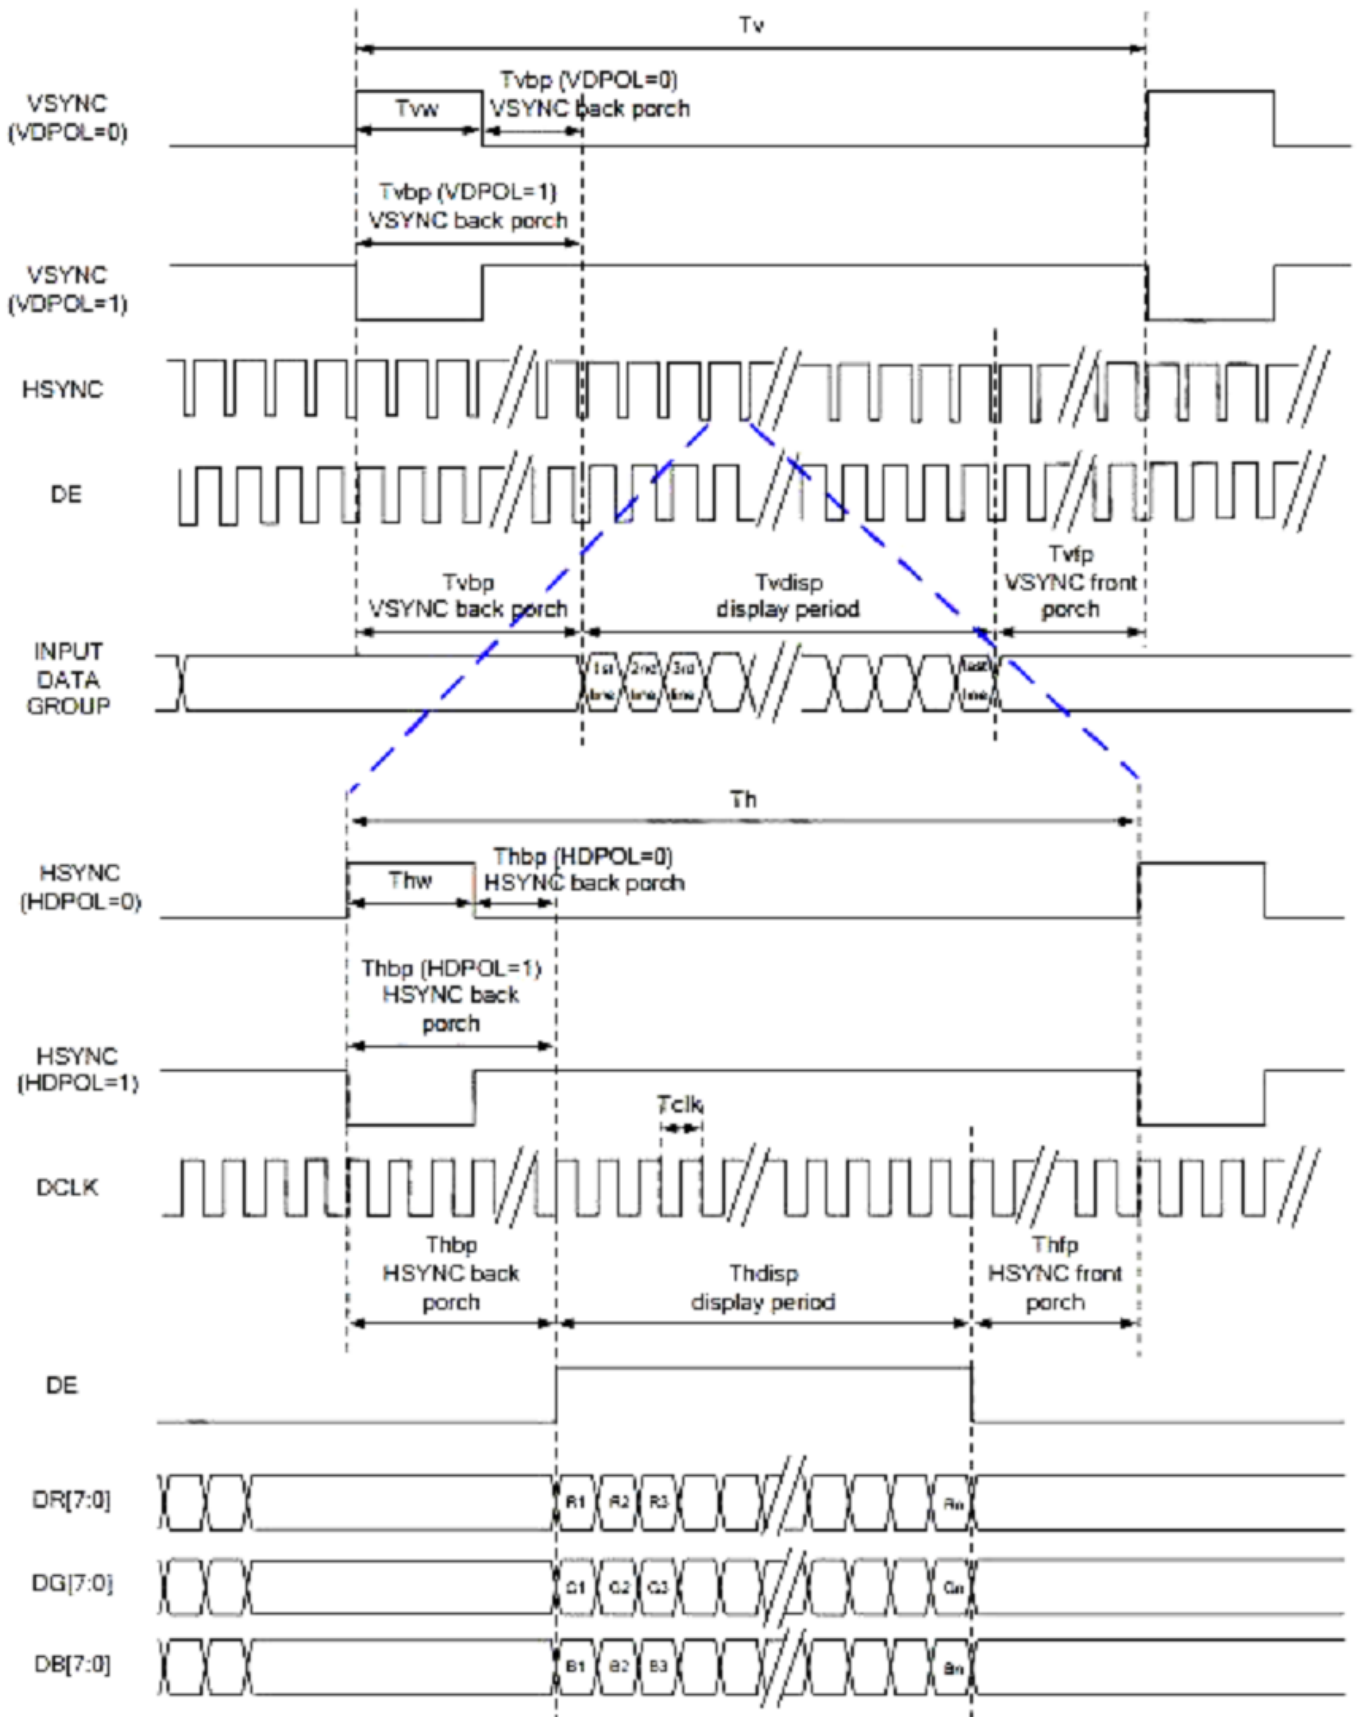 Tv
Tvbp (VDPOL=0)
VSYNC back porch
VSYNC
(VDPOL=0)
Tvw
Tvbp (VDPOL=1)
VSYNC back porch
VSYNC
(VDPOL=1)
HSYNC
DE
Tvbp
VSYNC back porch
Tvdisp
display period
Tvfp
VSYNC front
porch
INPUT
DATA
GROUP
1st
line
2nd
line
3rd
line
last
line
Th
Thbp (HDPOL=0)
HSYNC back porch
HSYNC
(HDPOL=0)
Thw
Thbp (HDPOL=1)
HSYNC back
porch
HSYNC
(HDPOL=1)
Tclk
DCLK
Thbp
HSYNC back
porch
Thdisp
display period
Thfp
HSYNC front
porch
DE
DR[7:0]
R1 R2 R3 Rn
DG[7:0]
G1 G2 G3 Gn
DB[7:0]
B1 B2 B3 Bn